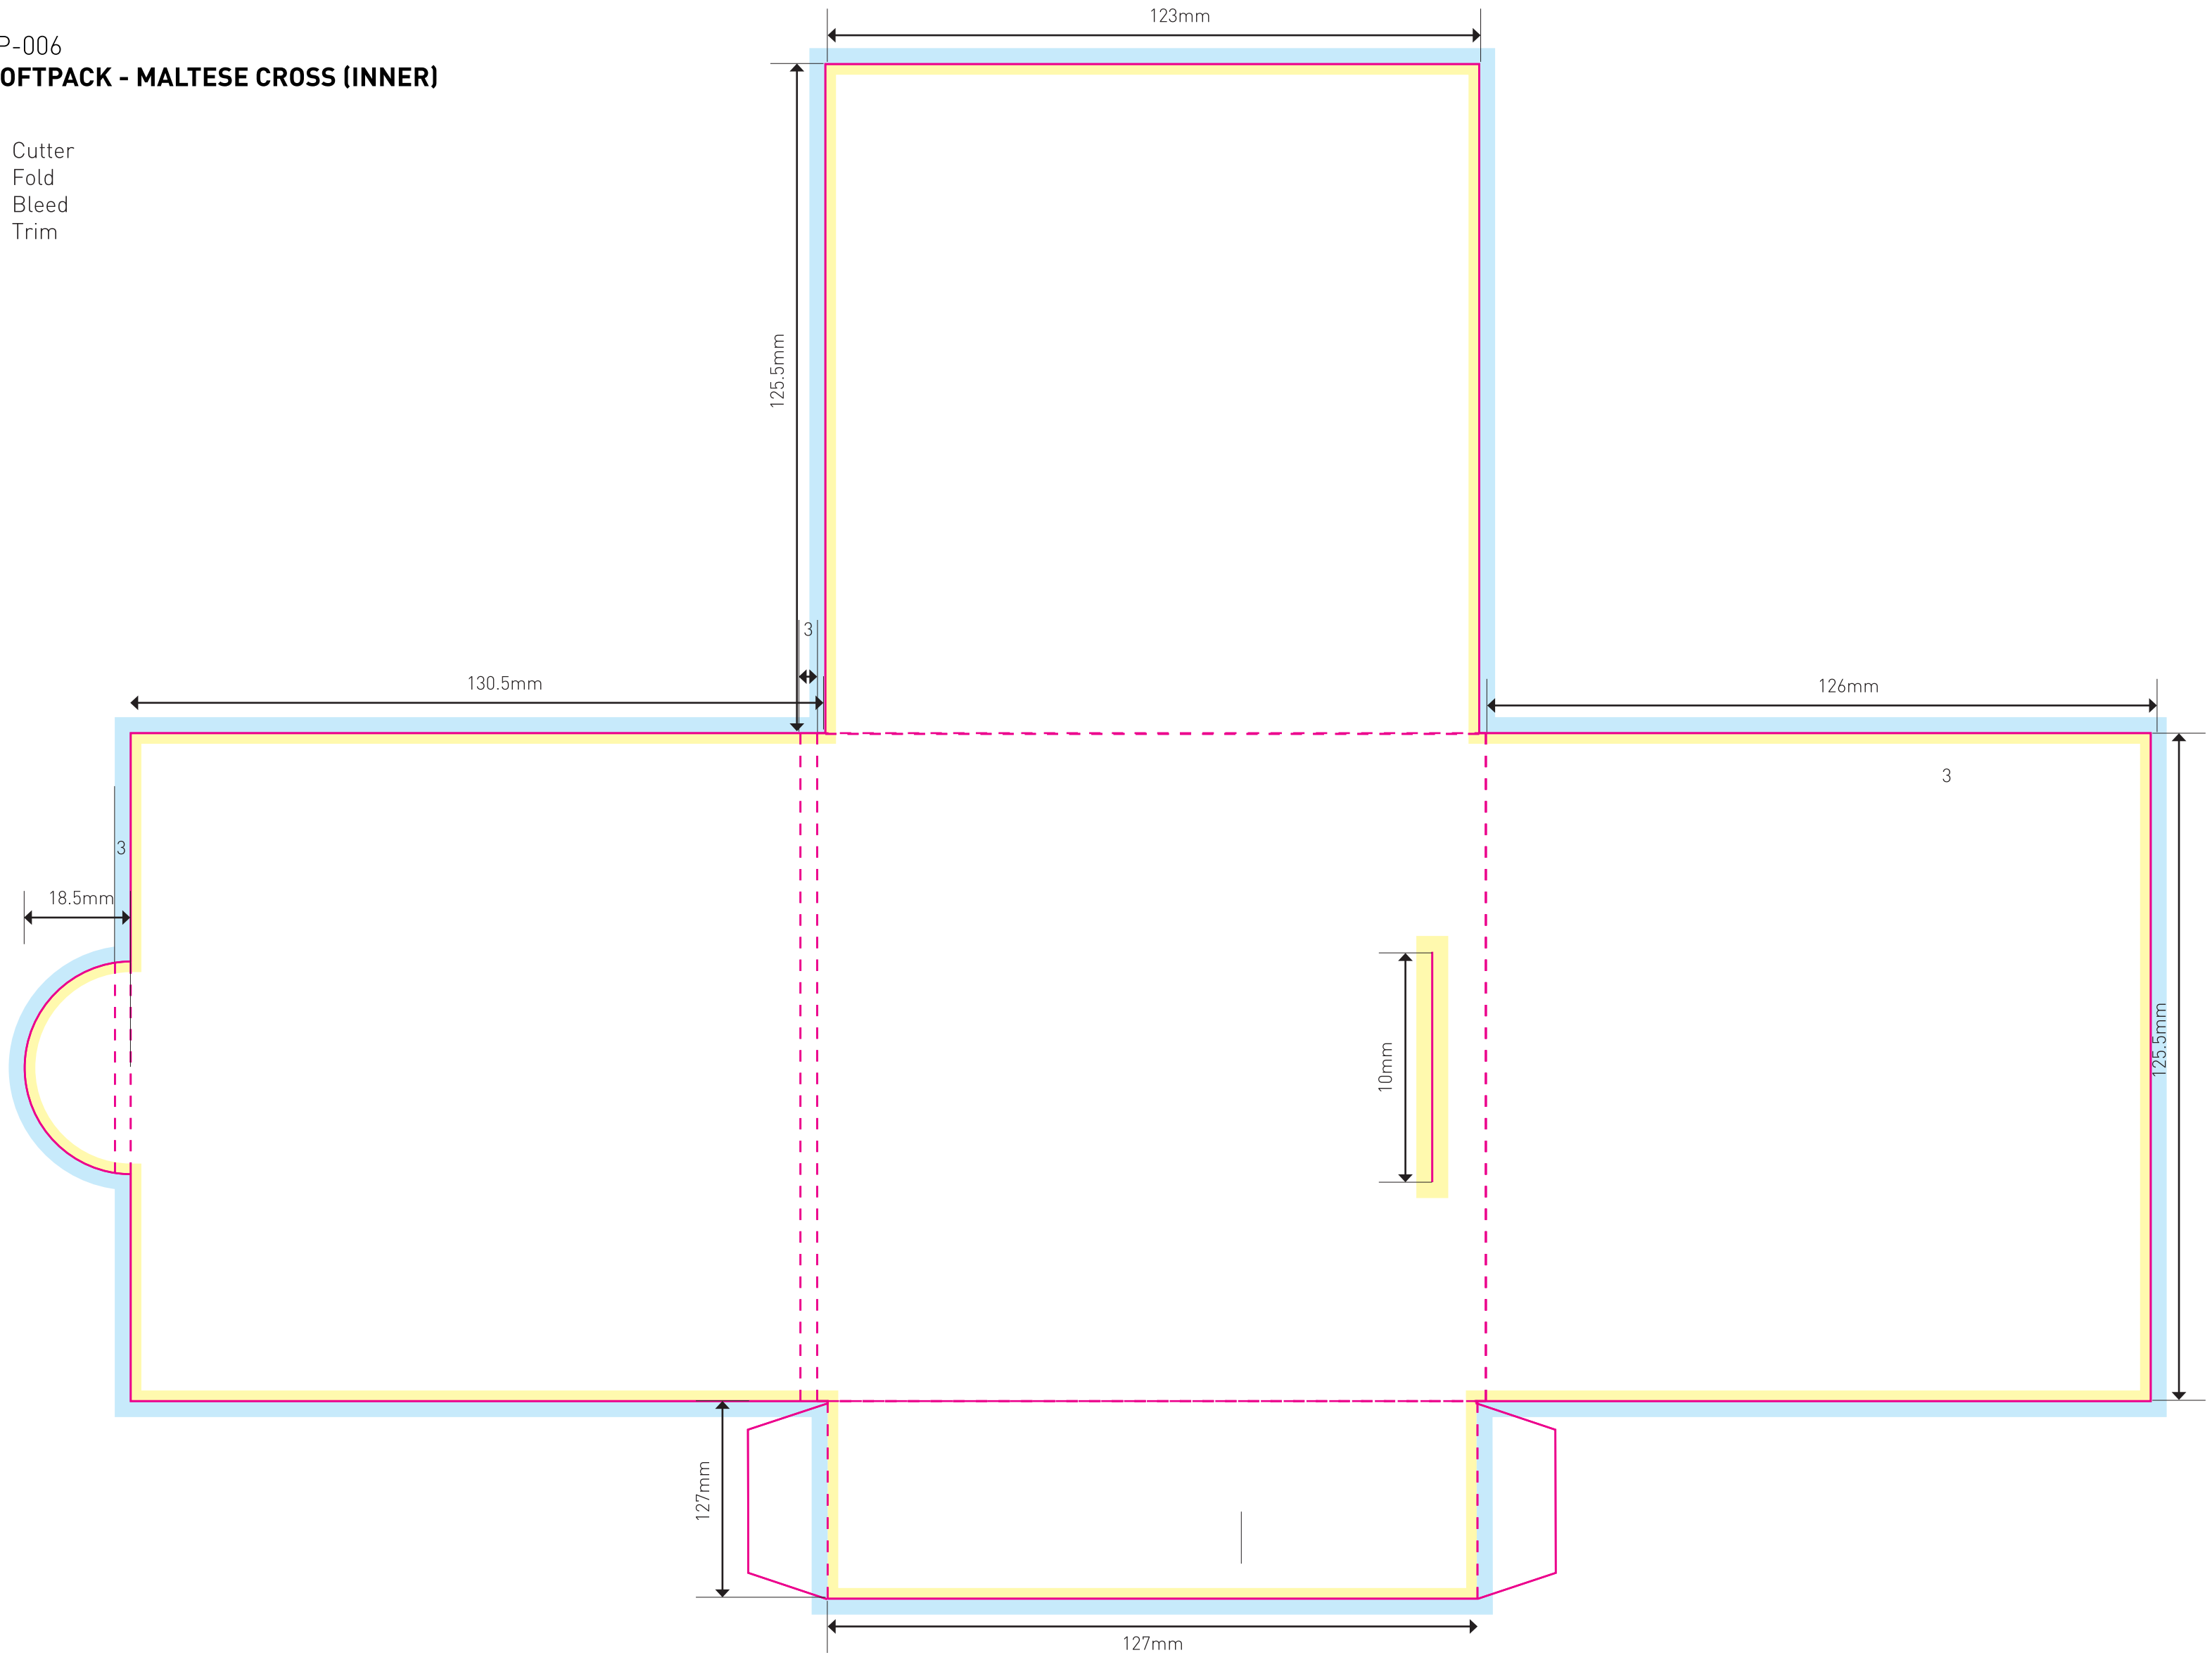 P-006
OFTPACK - MALTESE CROSS (INNER)
Cutter
Fold
Bleed
Trim
123mm
125.5mm
3
130.5mm
126mm
3
3
18.5mm
125.5mm
10mm
127mm
127mm